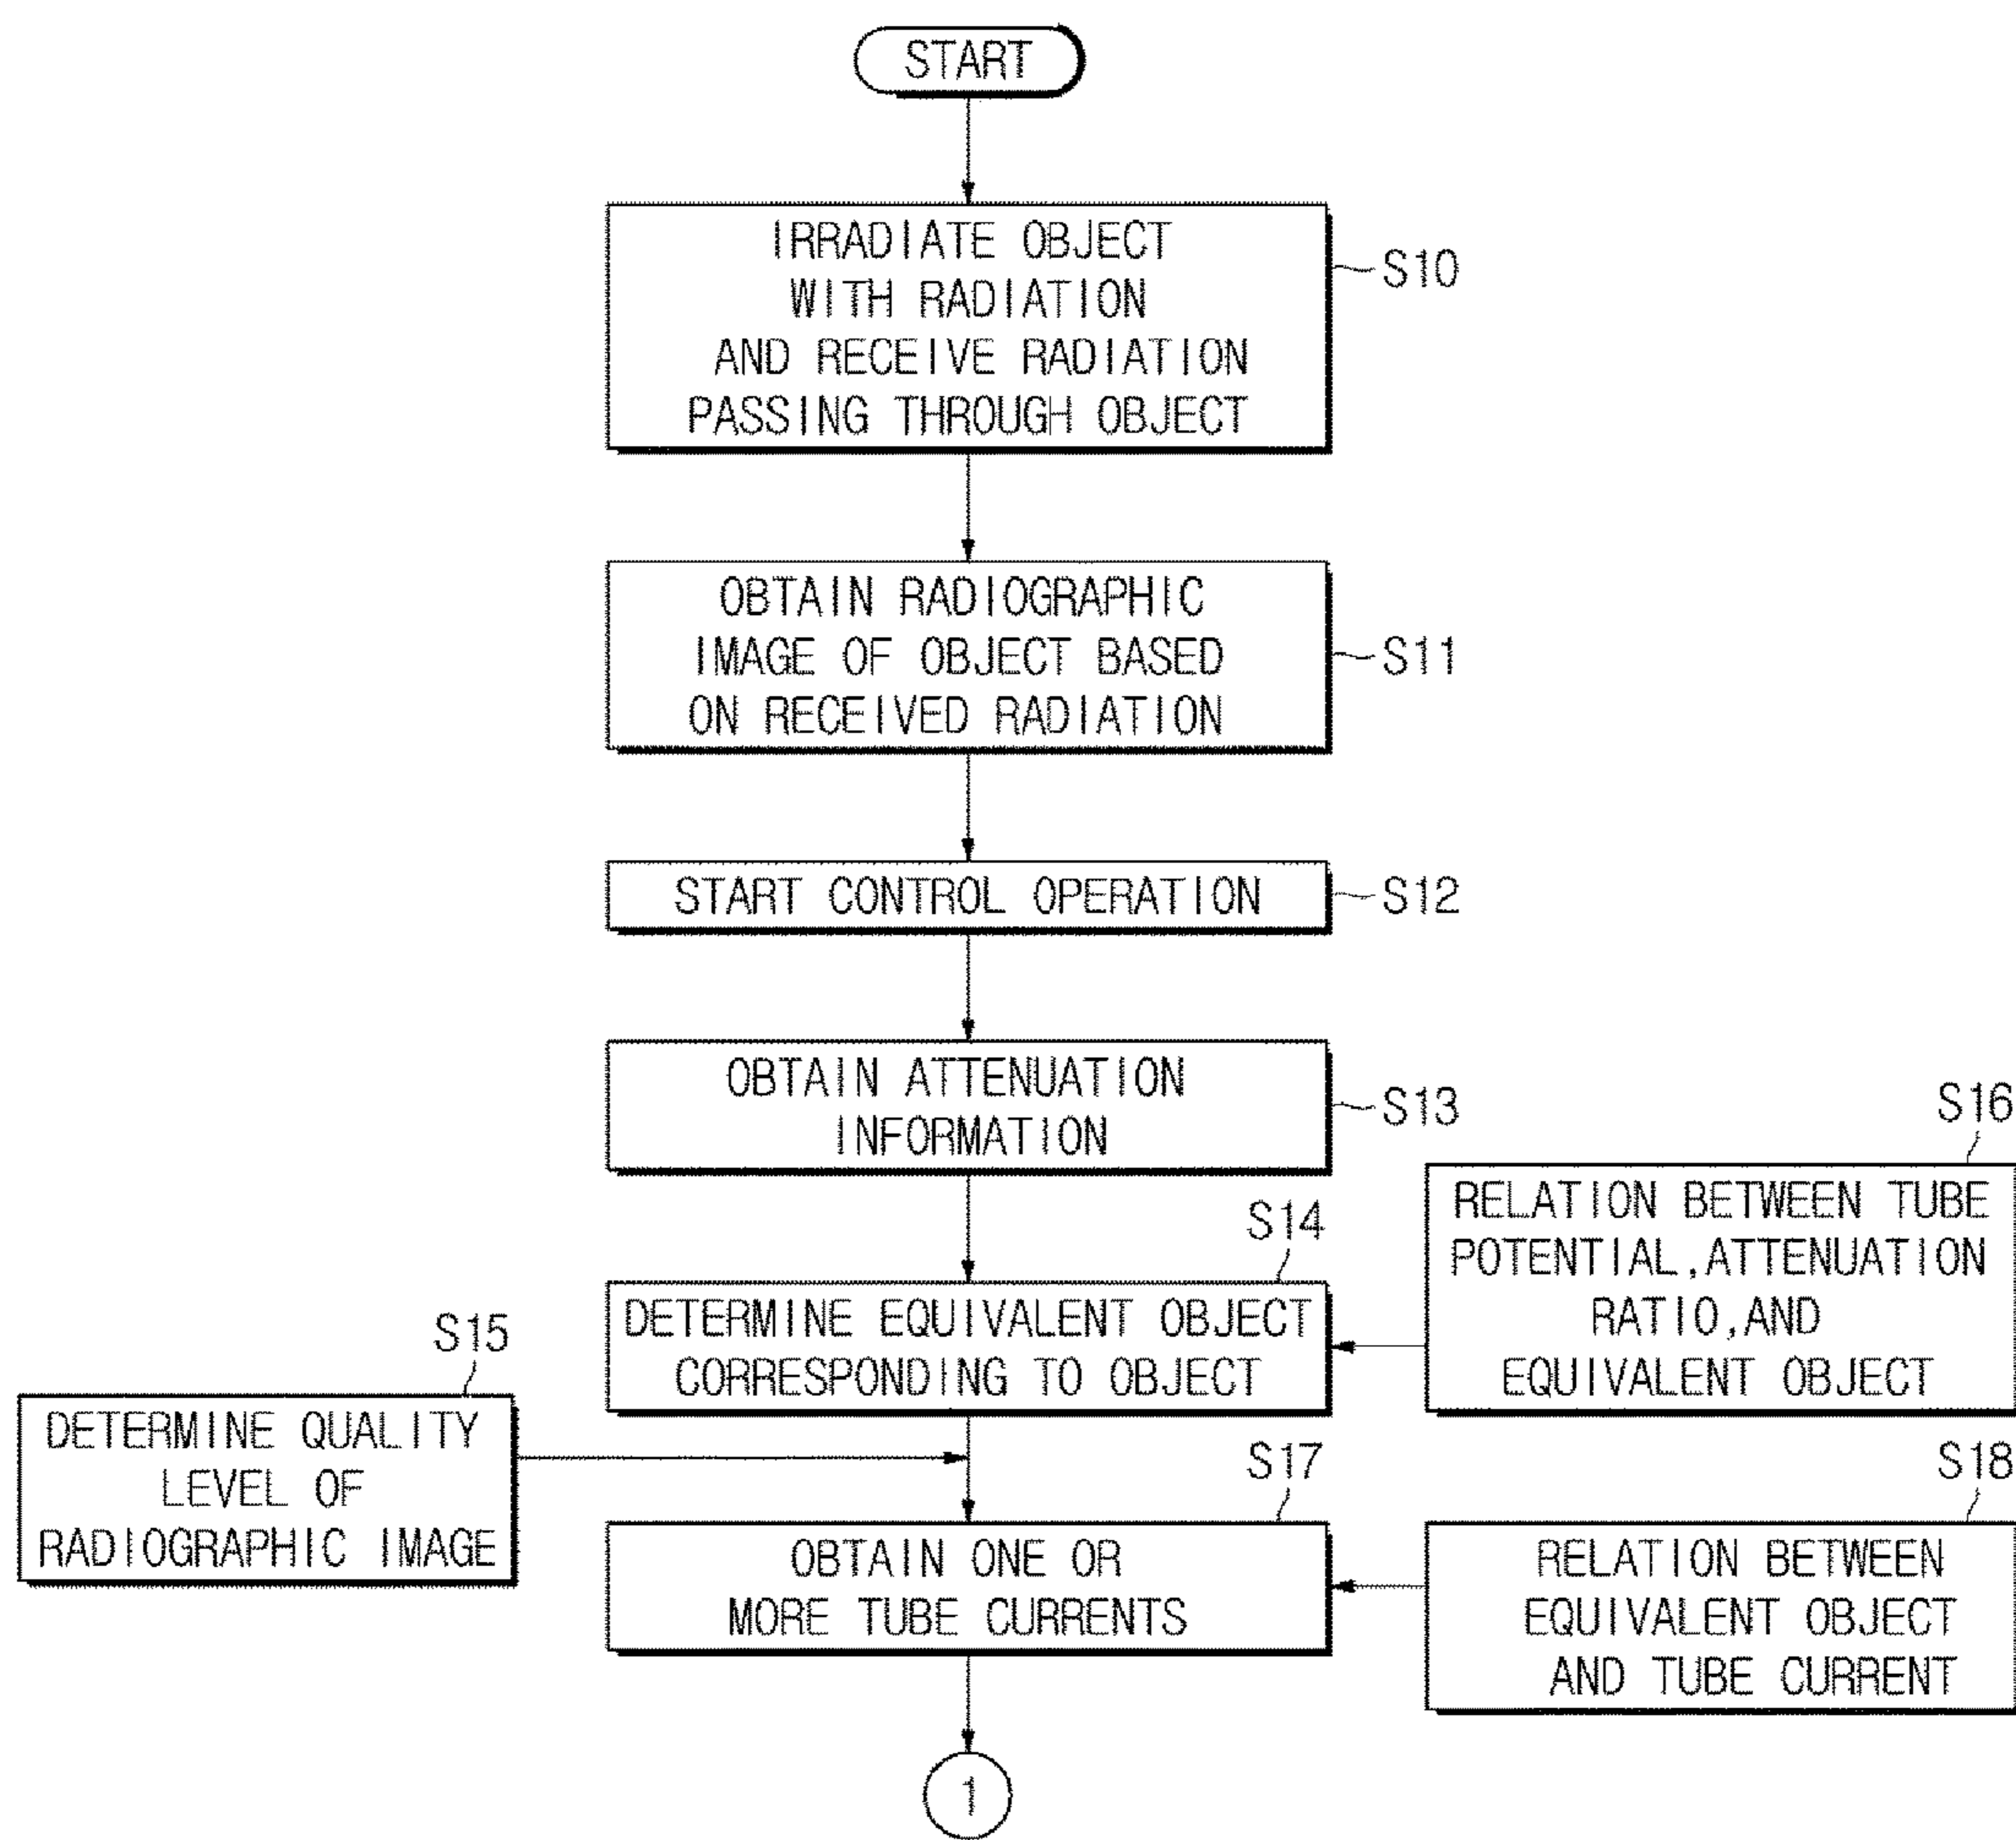 START
IRRADIATE OBJECT
WITH RADIATION
AND RECEIVE RADIATION
PASSING THROUGH OBJECT
S10
OBTAIN RADIOGRAPHIC
IMAGE OF OBJECT BASED
ON RECEIVED RADIATION
S11
START CONTROL OPERATION
S12
OBTAIN ATTENUATION
INFORMATION
S13
S16
RELATION BETWEEN TUBE
POTENTIAL, ATTENUATION
RATIO, AND
EQUIVALENT OBJECT
S14
DETERMINE EQUIVALENT OBJECT
CORRESPONDING TO OBJECT
S15
DETERMINE QUALITY
LEVEL OF
RADIOGRAPHIC IMAGE
S17
OBTAIN ONE OR
MORE TUBE CURRENTS
S18
RELATION BETWEEN
EQUIVALENT OBJECT
AND TUBE CURRENT
1